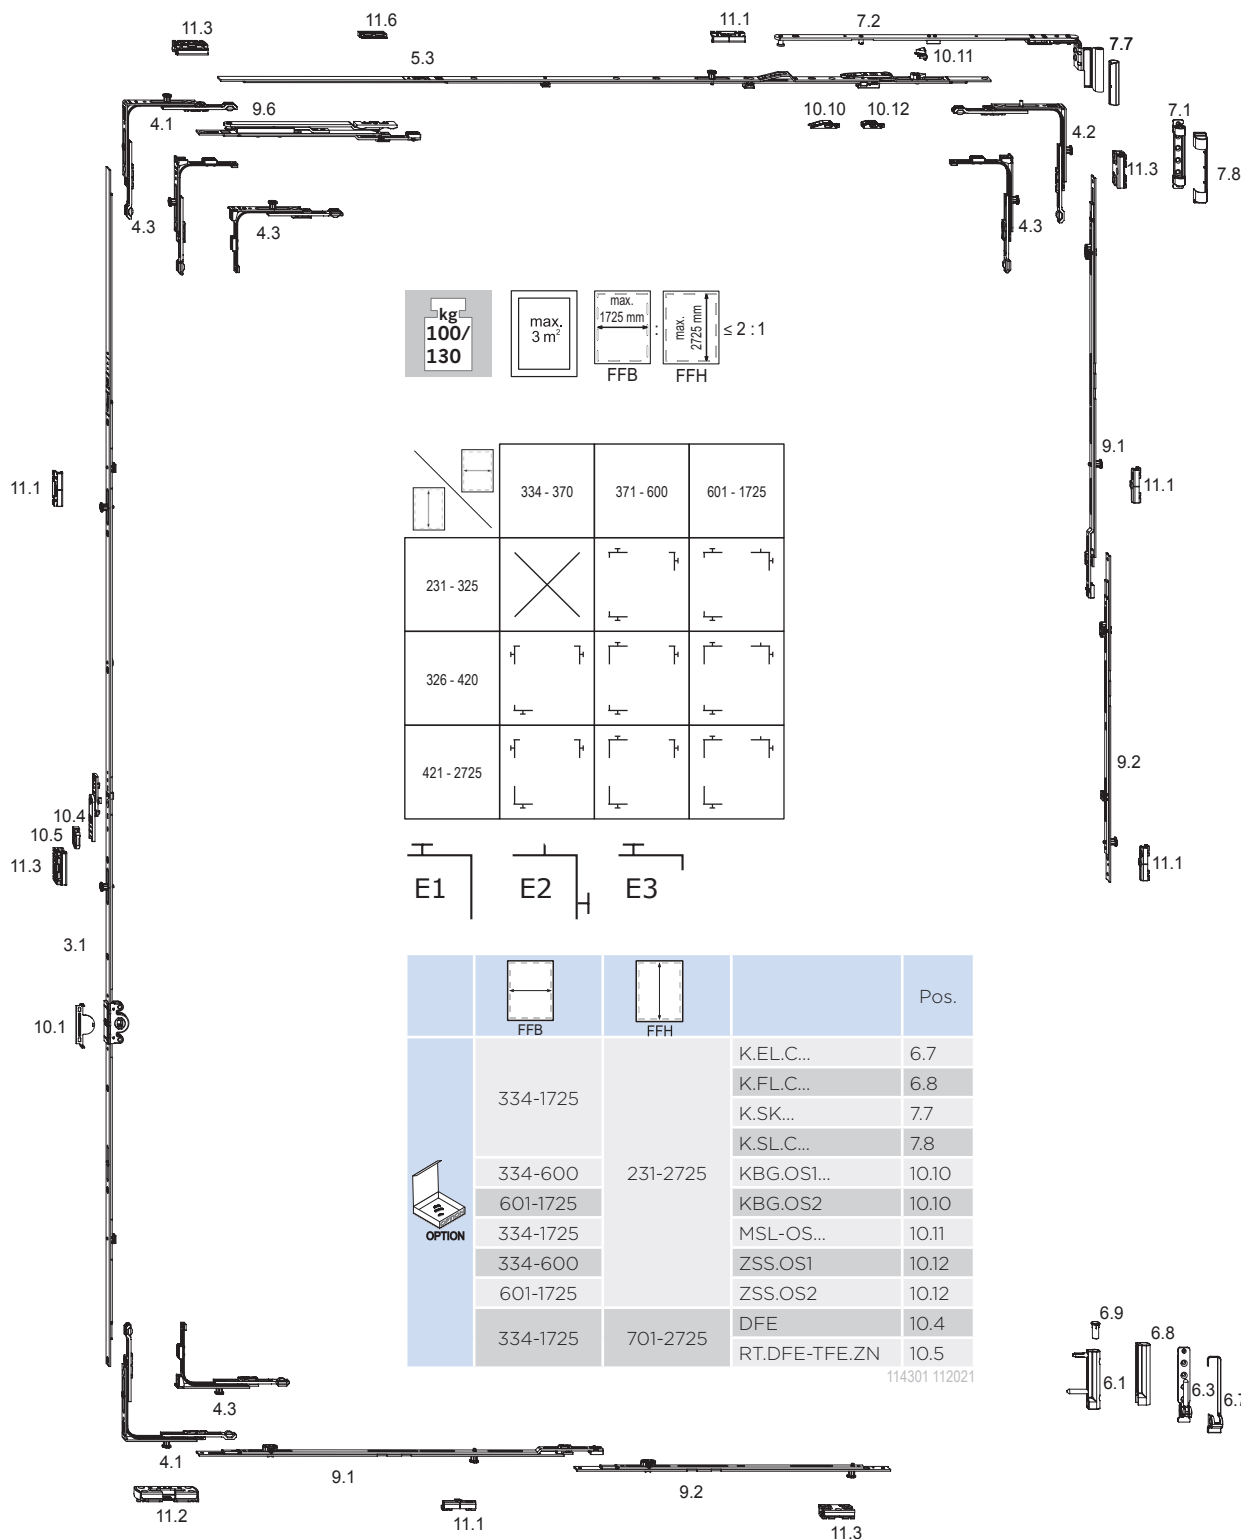 11.3
11.6
11.1
7.2
5.3
10.11
7.7
4.1
9.6
10.10
10.12
4.2
7.1
11.3
7.8
4.3
4.3
4.3
kg
100/
130
max.
3 m²
max.
1725 mm
FFB
:
max.
2725 mm
FFH
≤ 2 : 1
9.1
11.1
11.1
334 - 370
371 - 600
601 - 1725
231 - 325
326 - 420
421 - 2725
9.2
10.4
10.5
11.3
11.1
E1
E2
E3
3.1
10.1
FFB
FFH
Pos.
OPTION
334-1725
231-2725
K.EL.C...
6.7
K.FL.C...
6.8
K.SK...
7.7
K.SL.C...
7.8
334-600
KBG.OS1...
10.10
601-1725
KBG.OS2
10.10
334-1725
MSL-OS...
10.11
334-600
ZSS.OS1
10.12
601-1725
ZSS.OS2
10.12
334-1725
701-2725
DFE
10.4
RT.DFE-TFE.ZN
10.5
114301 112021
6.9
6.8
6.1
6.3
6.7
4.3
4.1
9.1
9.2
11.2
11.1
11.3